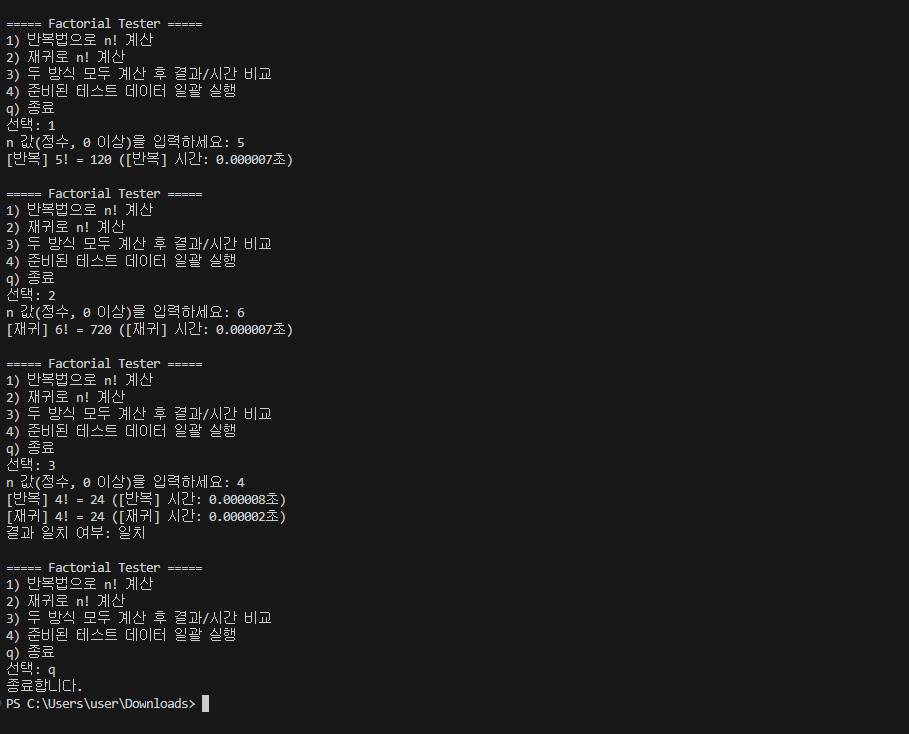 ===== Factorial Tester =====
1) 반복법으로 n! 계산
2) 재귀로 n! 계산
3) 두 방식 모두 계산 후 결과/시간 비교
4) 준비된 테스트 데이터 일괄 실행
q) 종료
선택: 1
n 값(정수, 0 이상)을 입력하세요: 5
[반복] 5! = 120 ([반복] 시간: 0.000007초)
===== Factorial Tester =====
1) 반복법으로 n! 계산
2) 재귀로 n! 계산
3) 두 방식 모두 계산 후 결과/시간 비교
4) 준비된 테스트 데이터 일괄 실행
q) 종료
선택: 2
n 값(정수, 0 이상)을 입력하세요: 6
[재귀] 6! = 720 ([재귀] 시간: 0.000007초)
===== Factorial Tester =====
1) 반복법으로 n! 계산
2) 재귀로 n! 계산
3) 두 방식 모두 계산 후 결과/시간 비교
4) 준비된 테스트 데이터 일괄 실행
q) 종료
선택: 3
n 값(정수, 0 이상)을 입력하세요: 4
[반복] 4! = 24 ([반복] 시간: 0.000008초)
[재귀] 4! = 24 ([재귀] 시간: 0.000002초)
결과 일치 여부: 일치
===== Factorial Tester =====
1) 반복법으로 n! 계산
2) 재귀로 n! 계산
3) 두 방식 모두 계산 후 결과/시간 비교
4) 준비된 테스트 데이터 일괄 실행
q) 종료
선택: q
종료합니다.
PS C:\Users\user\Downloads>